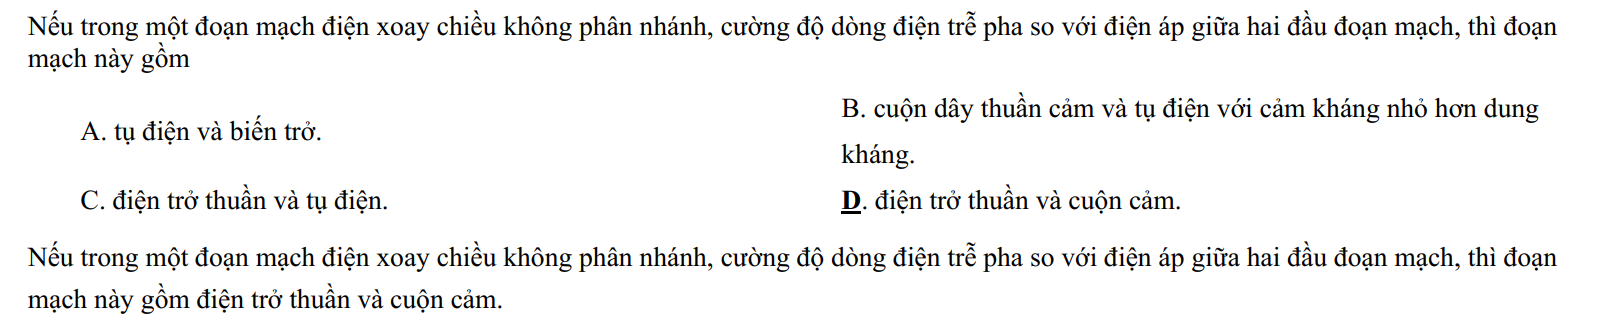 Nếu trong một đoạn mạch điện xoay chiều không phân nhánh, cường độ dòng điện trễ pha so với điện áp giữa hai đầu đoạn mạch, thì đoạn
mạch này gồm
A. tụ điện và biến trở.
B. cuộn dây thuần cảm và tụ điện với cảm kháng nhỏ hơn dung
kháng.
C. điện trở thuần và tụ điện.
D. điện trở thuần và cuộn cảm.
Nếu trong một đoạn mạch điện xoay chiều không phân nhánh, cường độ dòng điện trễ pha so với điện áp giữa hai đầu đoạn mạch, thì đoạn
mạch này gồm điện trở thuần và cuộn cảm.